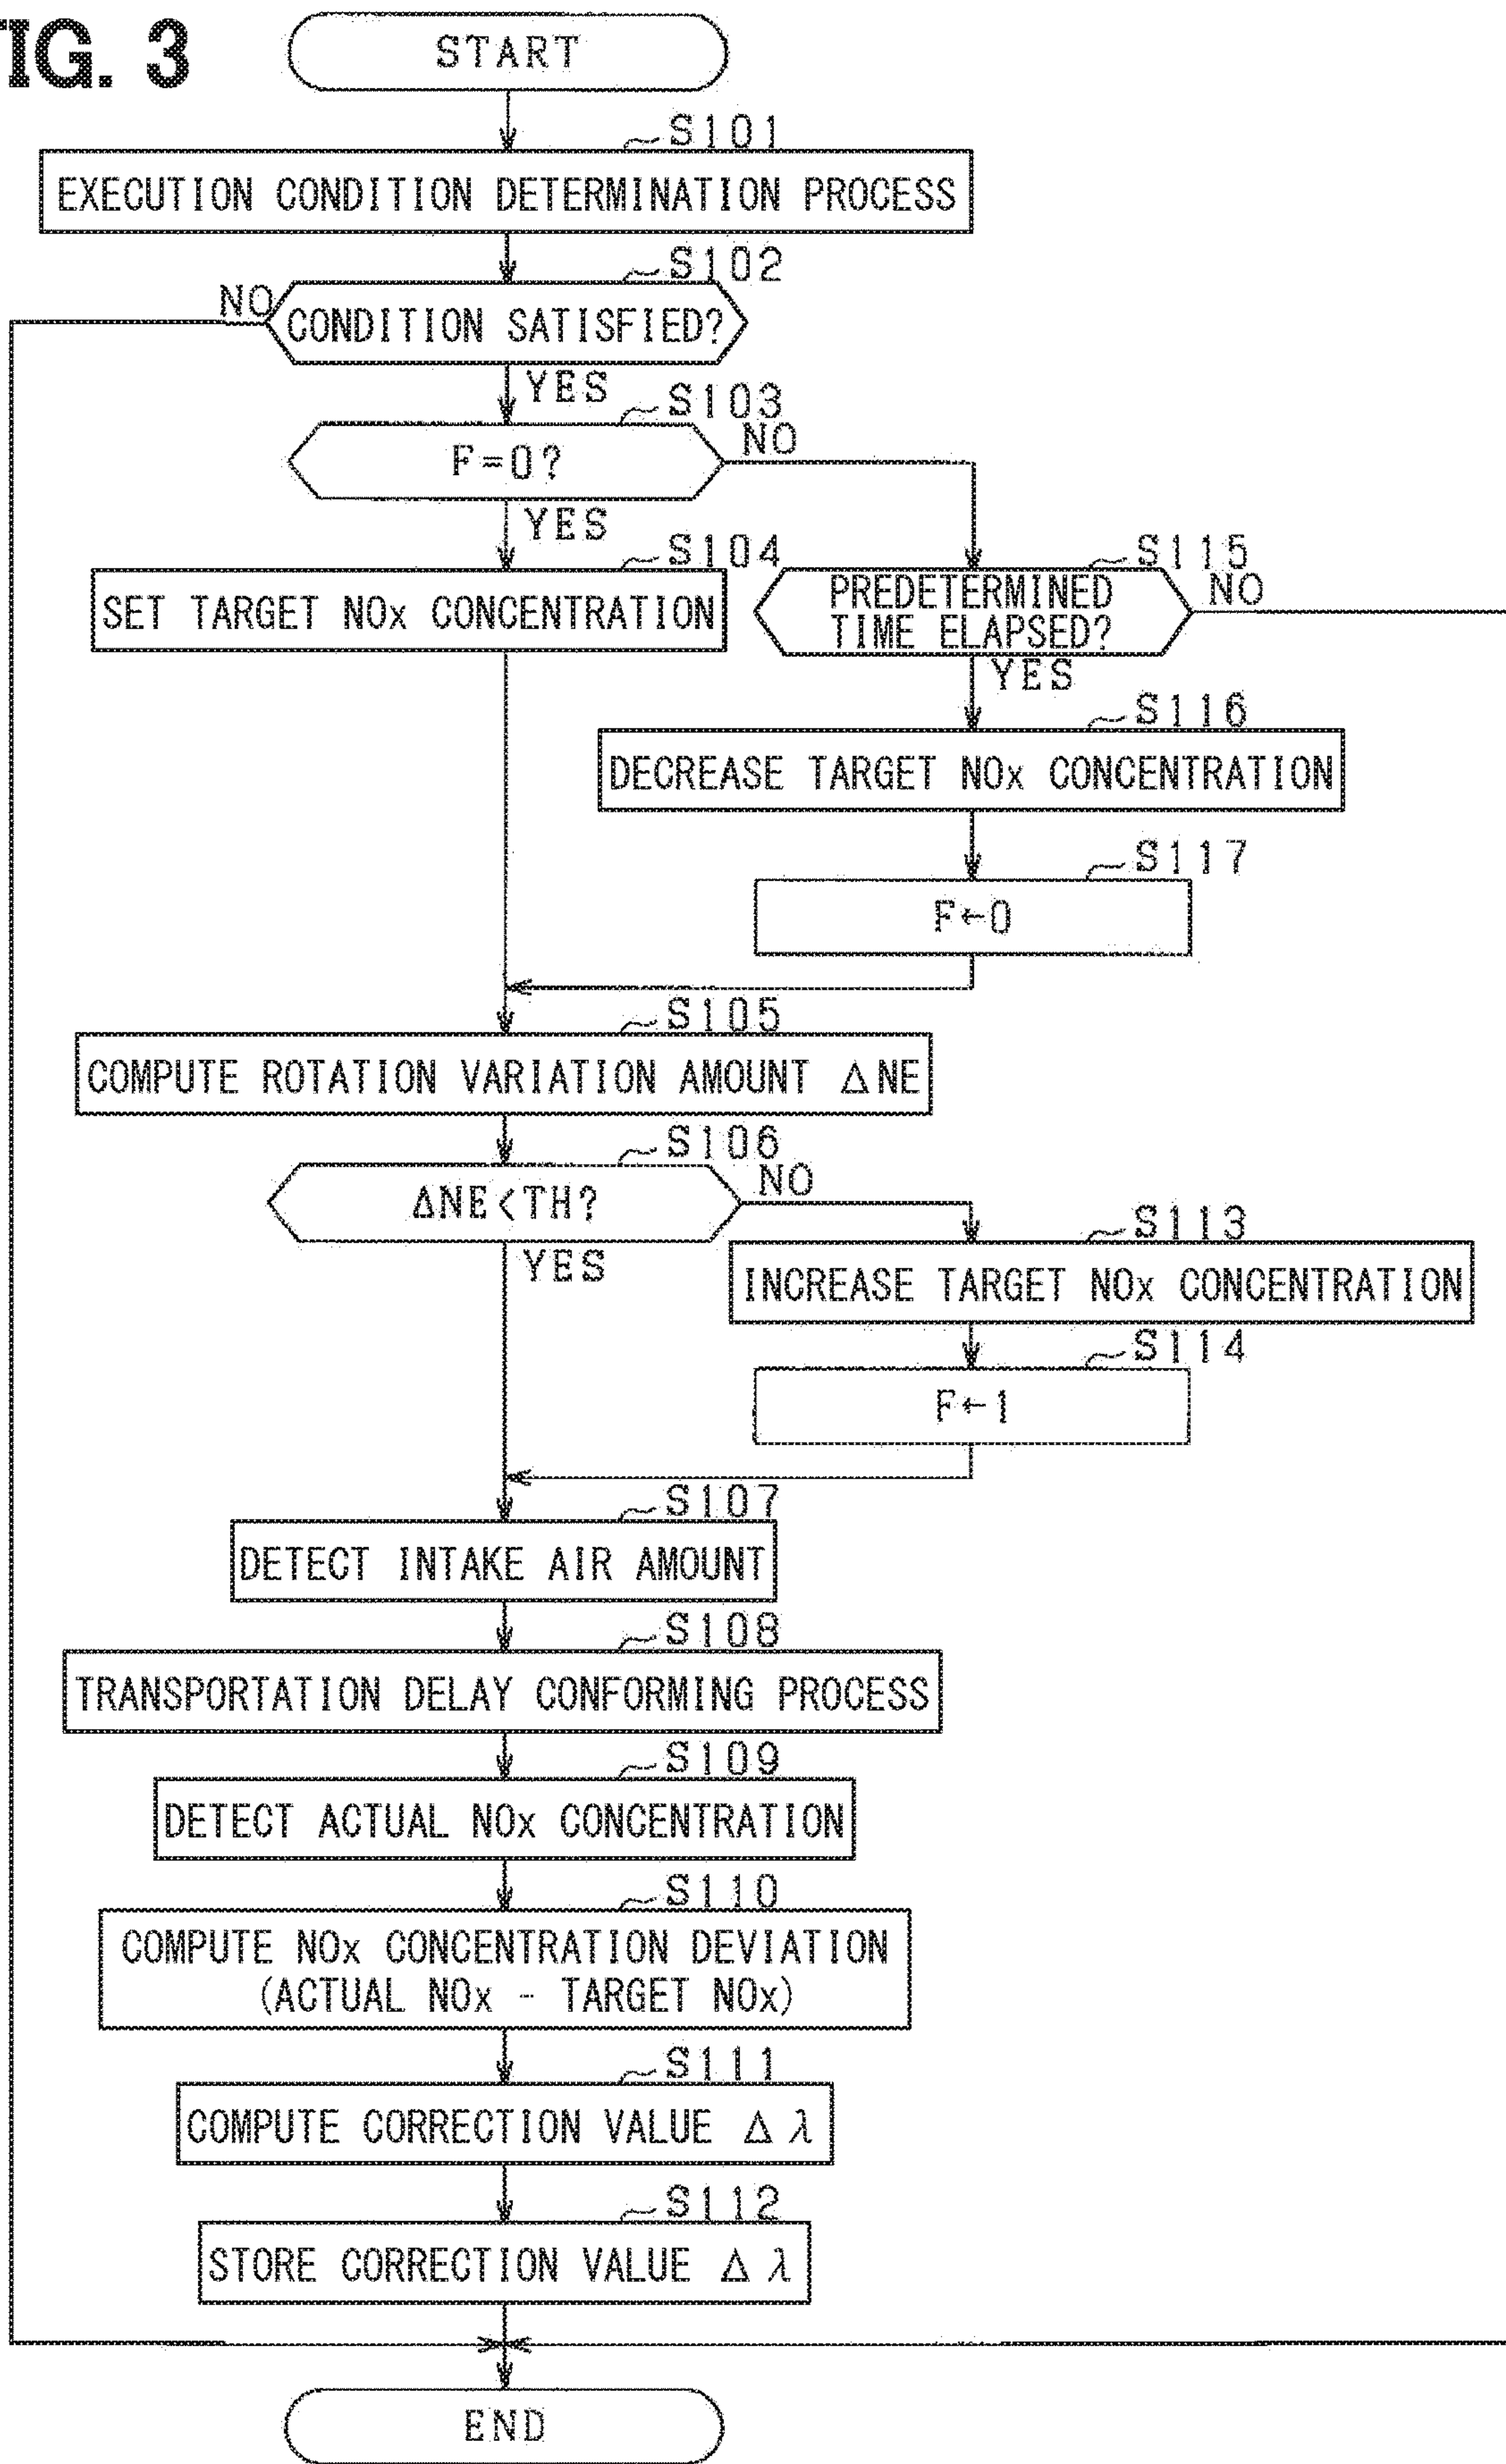 FIG. 3
START
S101
EXECUTION CONDITION DETERMINATION PROCESS
S102
NO
CONDITION SATISFIED?
YES
S103
NO
F=0?
YES
S104
SET TARGET NOx CONCENTRATION
S115
PREDETERMINED
TIME ELAPSED?
NO
YES
S116
DECREASE TARGET NOx CONCENTRATION
S117
F←0
S105
COMPUTE ROTATION VARIATION AMOUNT ΔNE
S106
NO
ΔNE<TH?
YES
S113
INCREASE TARGET NOx CONCENTRATION
S114
F←1
S107
DETECT INTAKE AIR AMOUNT
S108
TRANSPORTATION DELAY CONFORMING PROCESS
S109
DETECT ACTUAL NOx CONCENTRATION
S110
COMPUTE NOx CONCENTRATION DEVIATION
(ACTUAL NOx - TARGET NOx)
S111
COMPUTE CORRECTION VALUE Δλ
S112
STORE CORRECTION VALUE Δλ
END